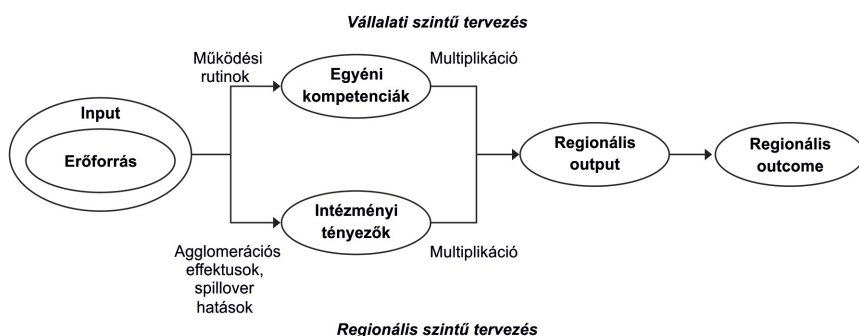 Vállalati szintű tervezés
Működési
rutinok
Egyéni
kompetenciák
Multiplikáció
Input
Erőforrás
Regionális
output
Regionális
outcome
Intézményi
tényezők
Agglomerációs
effektusok,
spillover
hatások
Multiplikáció
Regionális szintű tervezés